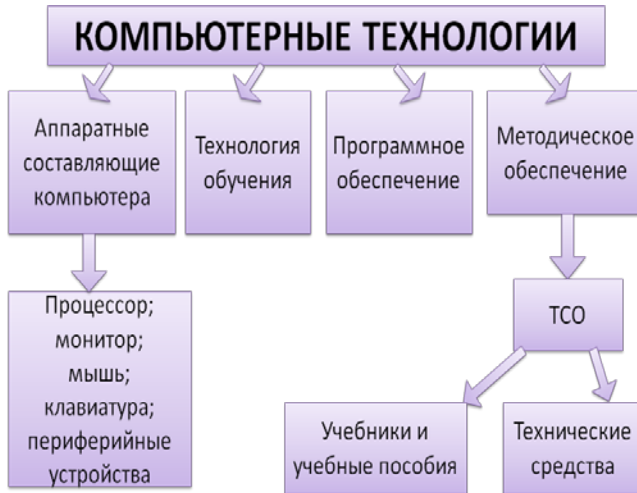 КОМПЬЮТЕРНЫЕ ТЕХНОЛОГИИ
Аппаратные
составляющие
компьютера
Технология
обучения
Программное
обеспечение
Методическое
обеспечение
Процессор;
монитор;
мышь;
клавиатура;
периферийные
устройства
ТСО
Учебники и
учебные пособия
Технические
средства